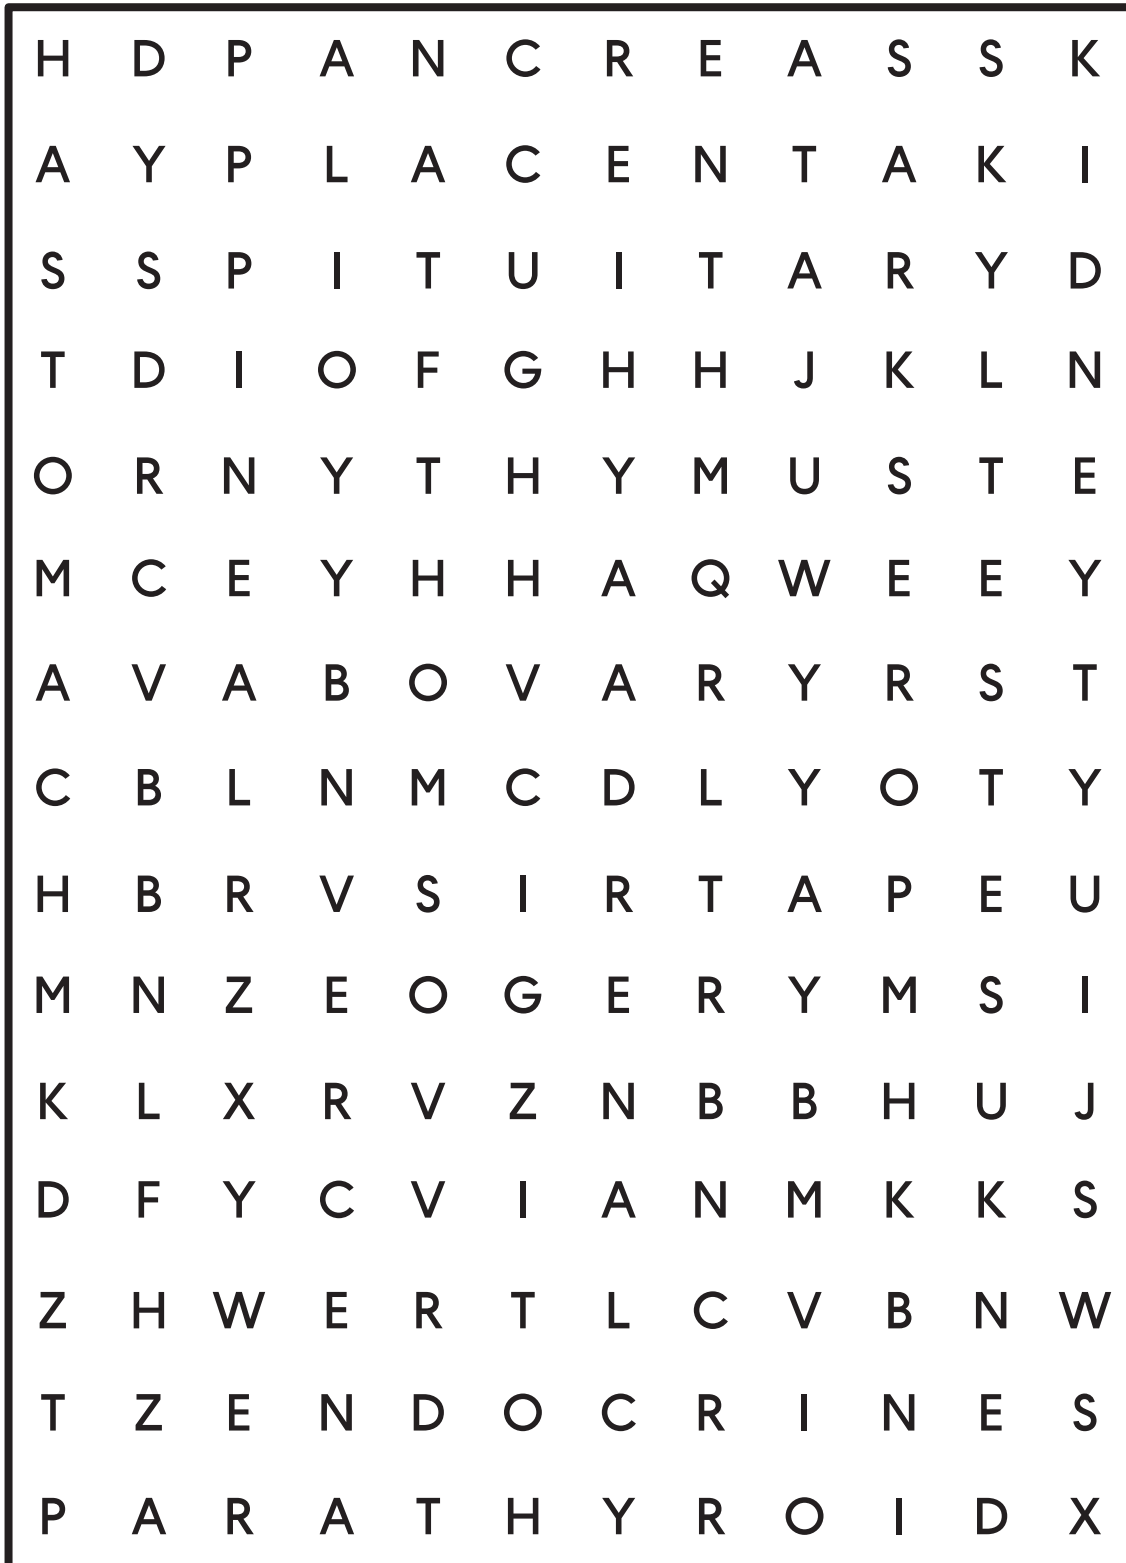 H D P A N C R E A S S K
A Y P L A C E N T A K I
S S P I T U I T A R Y D
T D I O F G H H J K L N
O R N Y T H Y M U S T E
M C E Y H H A Q W E E Y
A V A B O V A R Y R S T
C B L N M C D L Y O T Y
H B R V S I R T A P E U
M N Z E O G E R Y M S I
K L X R V Z N B B H U J
D F Y C V I A N M K K S
Z H W E R T L C V B N W
T Z E N D O C R I N E S
P A R A T H Y R O I D X